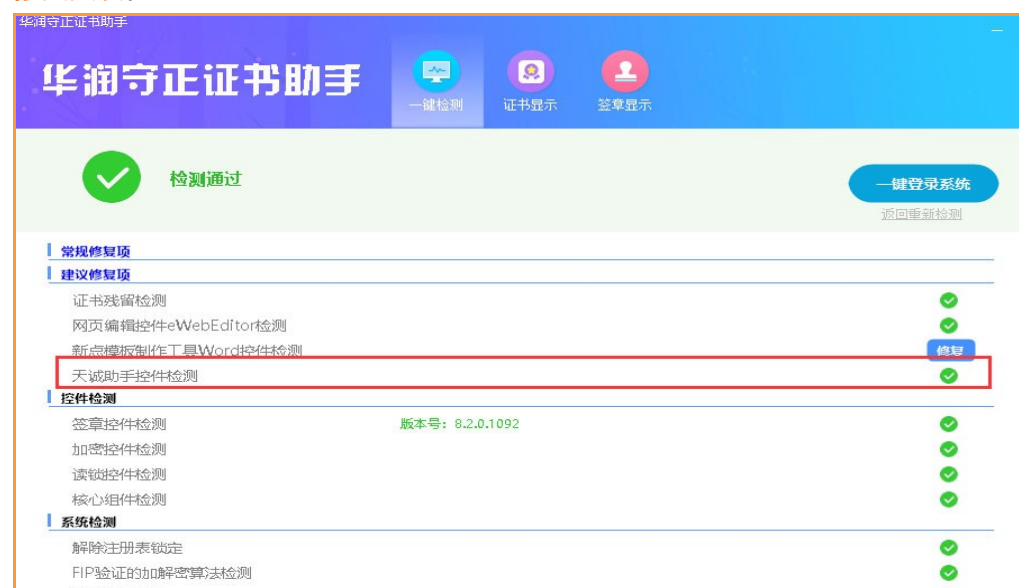 华润守正证书助手
华润守正证书助手
一键检测 证书显示 签章显示
检测通过
一键登录系统
返回重新检测
常规修复项
建议修复项
证书残留检测
网页编辑控件eWebEditor检测
新点模板制作工具Word控件检测 修复
天诚助手控件检测
控件检测
签章控件检测 版本号：8.2.0.1092
加密控件检测
读锁控件检测
核心组件检测
系统检测
解除注册表锁定
FIP验证的加解密算法检测